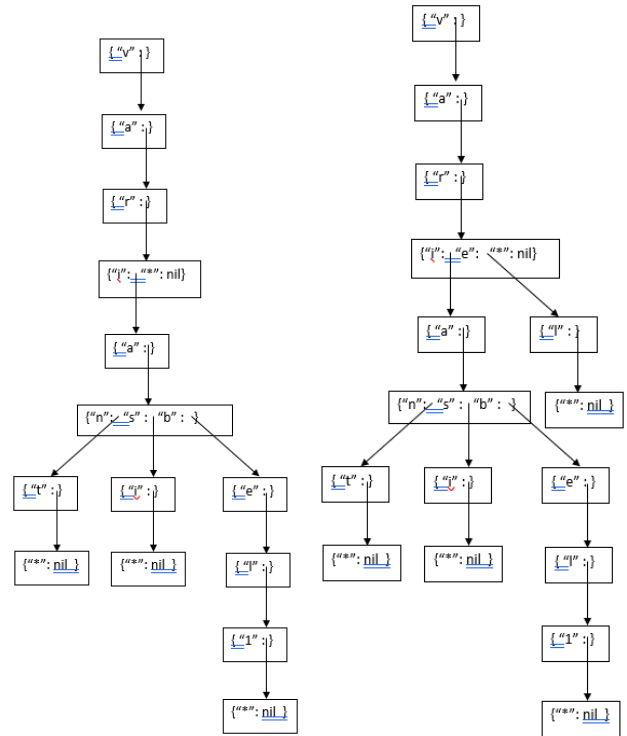 { “v” : }
{ “a” : }
{ “r” : }
{“i”: “*”: nil}
{ “a” : }
{“n”: “s” : “b” : }
{ “t” : }
{ “i” : }
{ “e” : }
{“*”: nil }
{“*”: nil }
{ “l” : }
{ “1” : }
{“*”: nil }
{ “v” : }
{ “a” : }
{ “r” : }
{“i”: “e”: “*”: nil}
{ “a” : }
{ “l” : }
{“*”: nil }
{“n”: “s” : “b” : }
{ “t” : }
{ “i” : }
{ “e” : }
{“*”: nil }
{“*”: nil }
{ “l” : }
{ “1” : }
{“*”: nil }